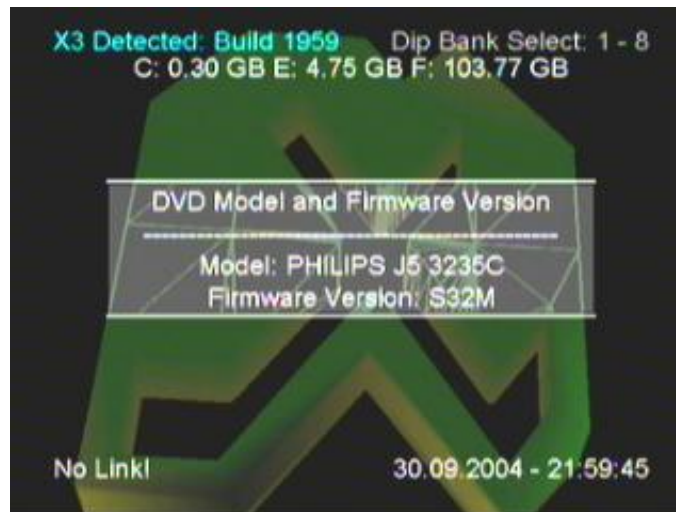 X3 Detected: Build 1959 Dip Bank Select: 1 - 8
C: 0.30 GB E: 4.75 GB F: 103.77 GB
DVD Model and Firmware Version
Model: PHILIPS J5 3235C
Firmware Version: S32M
No Link! 30.09.2004 - 21:59:45